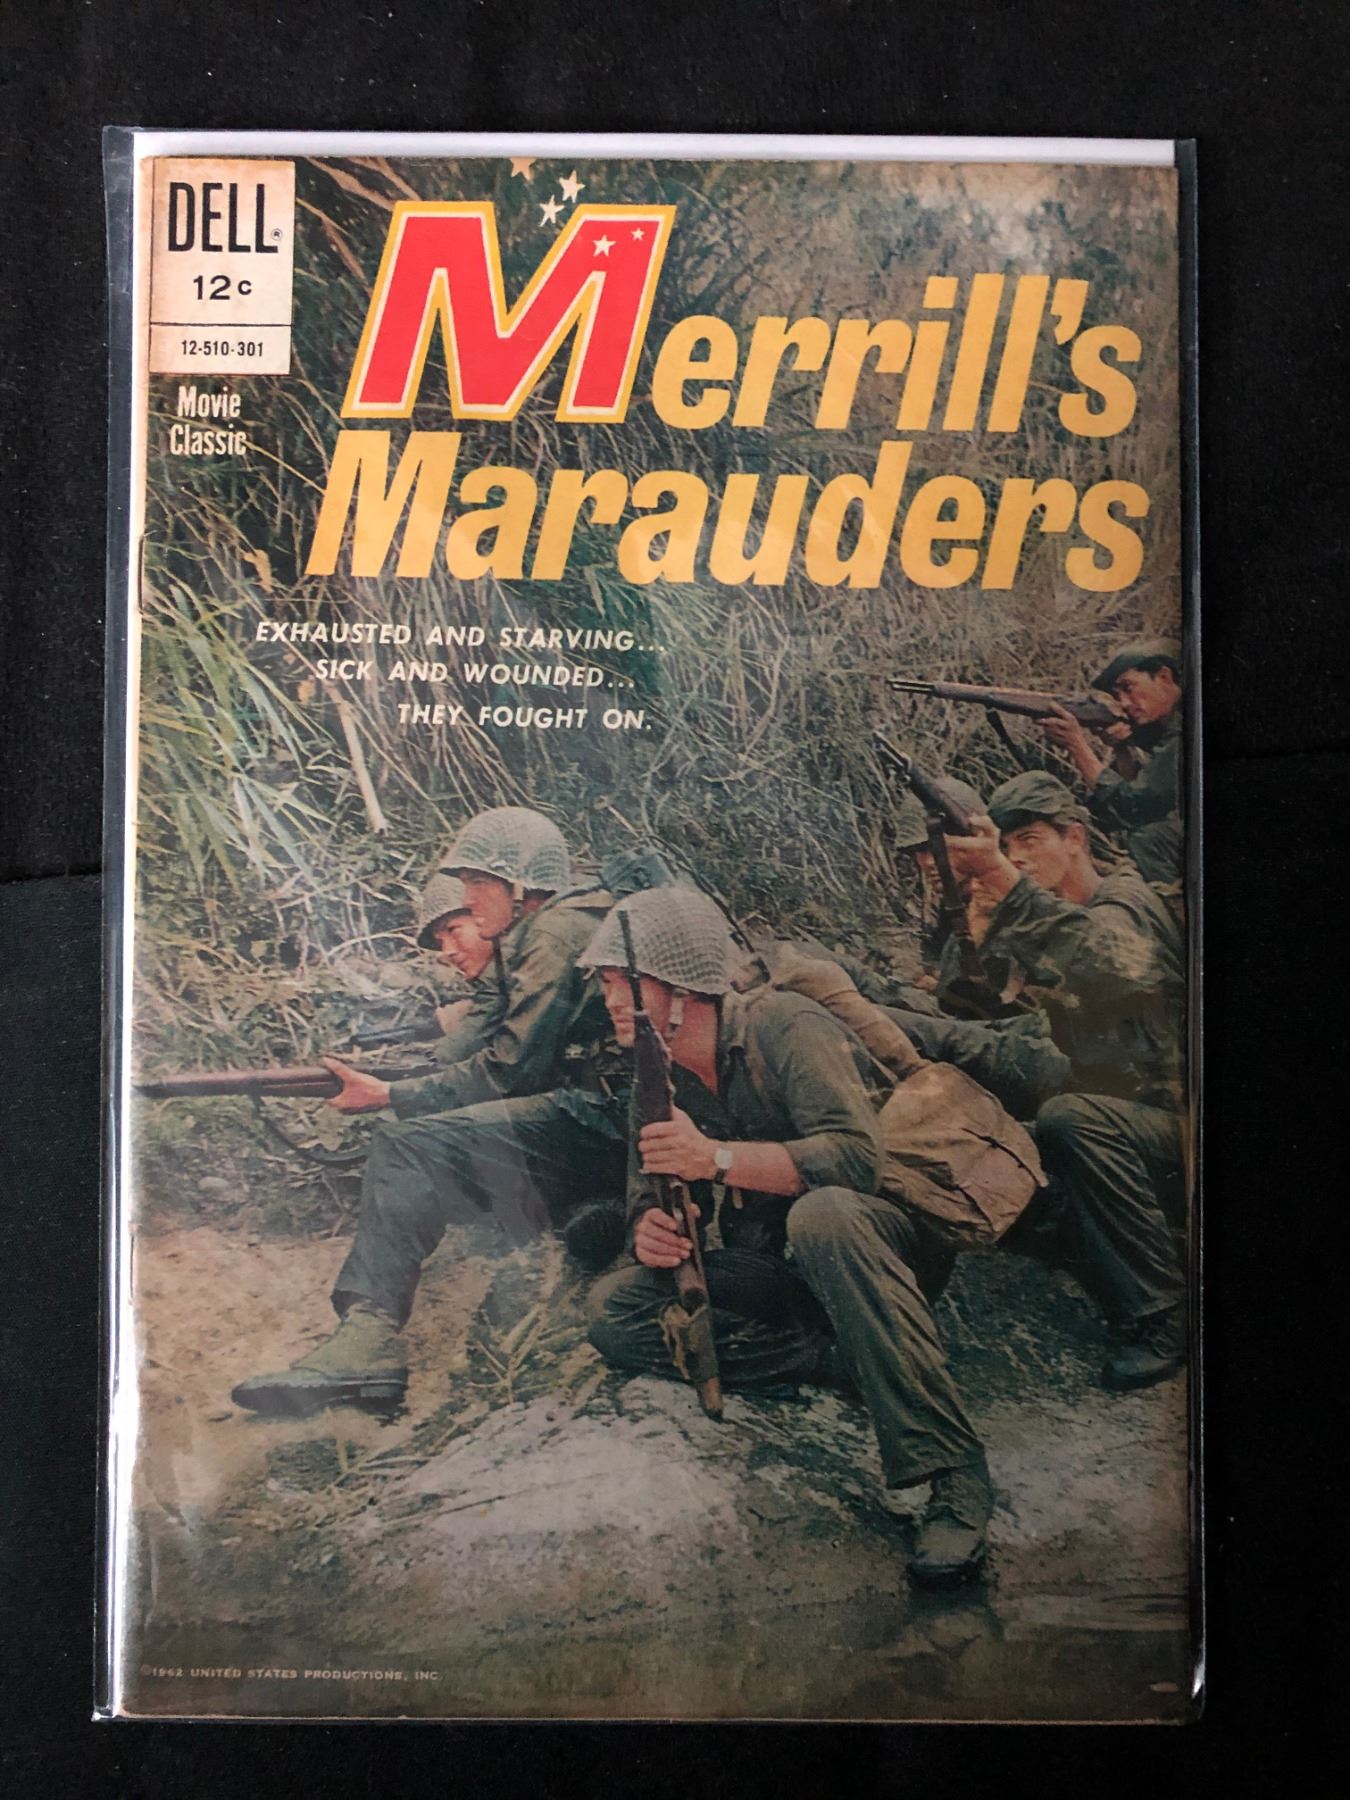 DELL®
12c
12-510-301
Movie
Classic
Merrill's
Marauders
EXHAUSTED AND STARVING...
SICK AND WOUNDED...
THEY FOUGHT ON.
©1962 UNITED STATES PRODUCTIONS, INC.